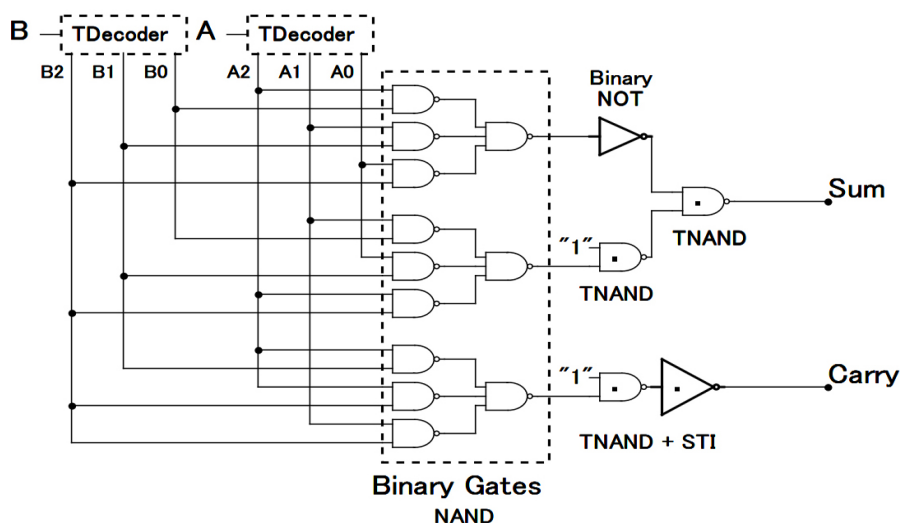 B TDecoder A TDecoder
B2 B1 B0 A2 A1 A0
Binary
NOT
Sum
TNAND
"1"
TNAND
"1"
Carry
TNAND + STI
Binary Gates
NAND